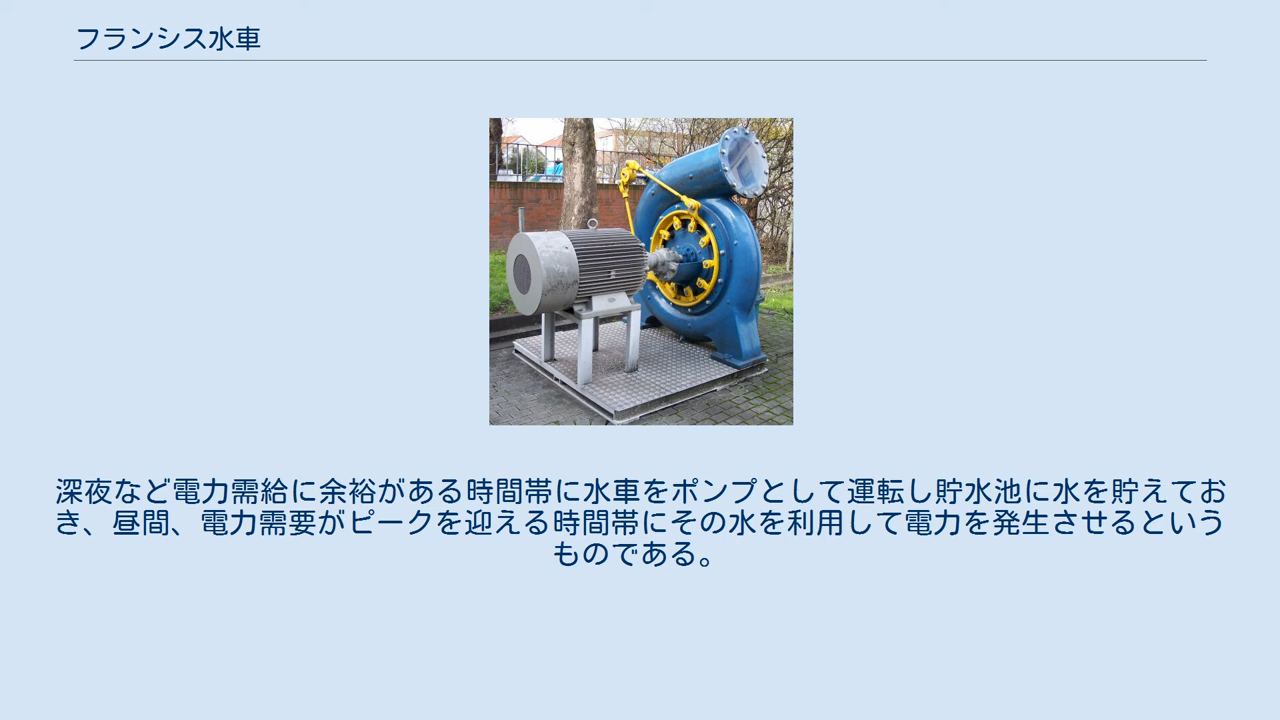 フランシス水車
深夜など電力需給に余裕がある時間帯に水車をポンプとして運転し貯水池に水を貯えてお
き、昼間、電力需要がピークを迎える時間帯にその水を利用して電力を発生させるという
ものである。